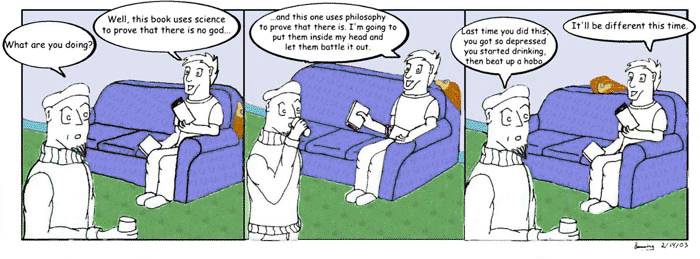 What are you doing?
Well, this book uses science
to prove that there is no god...
...and this one uses philosophy
to prove that there is. I'm going to
put them inside my head and
let them battle it out.
Last time you did this,
you got so depressed
you started drinking,
then beat up a hobo.
It'll be different this time.
2/14/03